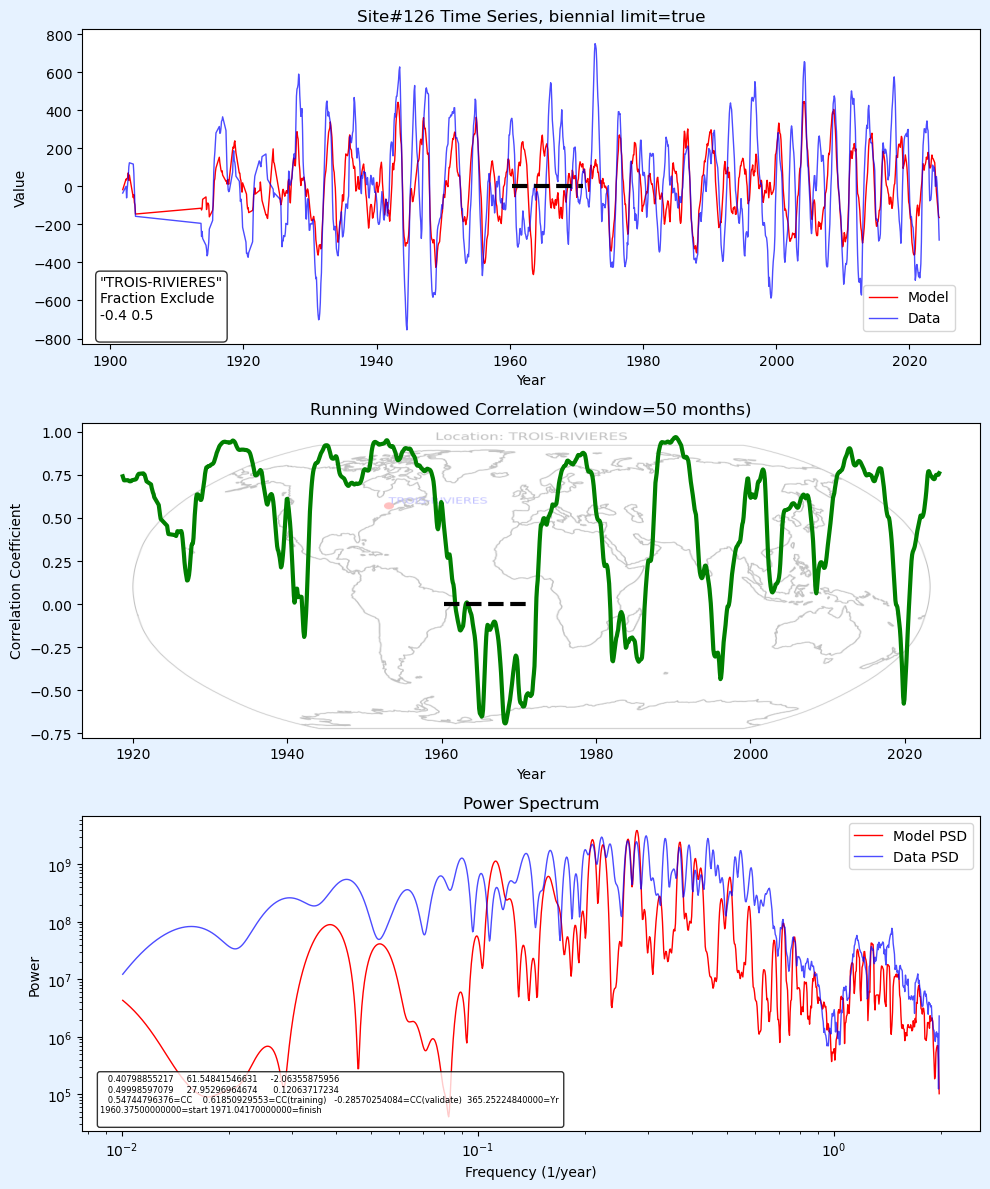 Site#126 Time Series, biennial limit=true
800
600
400
200
0
−200
−400
−600
−800
Value
"TROIS-RIVIERES"
Fraction Exclude
-0.4 0.5
Model
Data
1900 1920 1940 1960 1980 2000 2020
Year
Running Windowed Correlation (window=50 months)
Location: TROIS-RIVIERES
TROIS-RIVIERES
1.00
0.75
0.50
0.25
0.00
−0.25
−0.50
−0.75
Correlation Coefficient
1920 1940 1960 1980 2000 2020
Year
Power Spectrum
Model PSD
Data PSD
10⁹
10⁸
10⁷
10⁶
10⁵
Power
0.40798855217 61.54841546631 -2.06355875956
0.49998597079 27.95296964674 0.12063717234
0.54744796376=CC 0.61850929553=CC(training) -0.28570254084=CC(validate) 365.25224840000=Yr
1960.37500000000=start 1971.04170000000=finish
10⁻² 10⁻¹ 10⁰
Frequency (1/year)